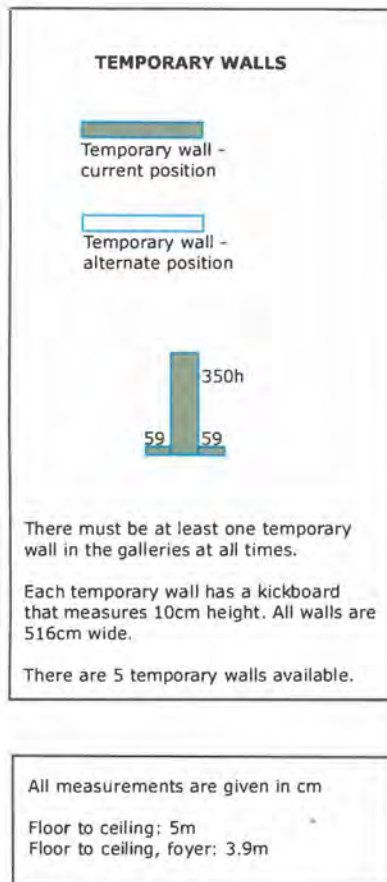 TEMPORARY WALLS
Temporary wall -
current position
Temporary wall -
alternate position
350h
59 59
There must be at least one temporary
wall in the galleries at all times.
Each temporary wall has a kickboard
that measures 10cm height. All walls are
516cm wide.
There are 5 temporary walls available.
All measurements are given in cm
Floor to ceiling: 5m
Floor to ceiling, foyer: 3.9m